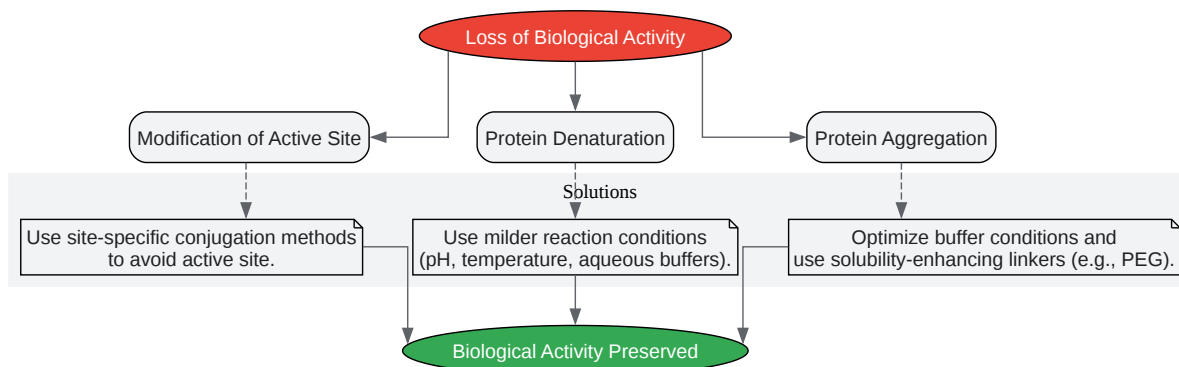 Loss of Biological Activity
Modification of Active Site
Protein Denaturation
Protein Aggregation
Solutions
Use site-specific conjugation methods
to avoid active site.
Use milder reaction conditions
(pH, temperature, aqueous buffers).
Optimize buffer conditions and
use solubility-enhancing linkers (e.g., PEG).
Biological Activity Preserved